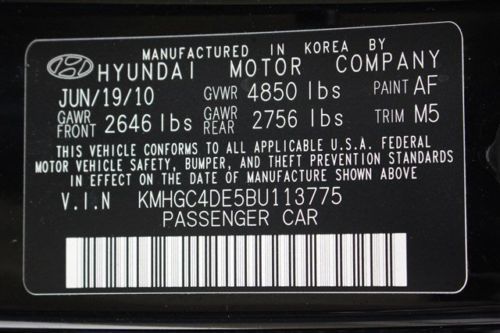 MANUFACTURED IN KOREA BY
HYUNDAI MOTOR COMPANY
JUN/19/10 GVWR 4850 lbs PAINT AF
GAWR FRONT 2646 lbs GAWR REAR 2756 lbs TRIM M5
THIS VEHICLE CONFORMS TO ALL APPLICABLE U.S.A. FEDERAL
MOTOR VEHICLE SAFETY, BUMPER, AND THEFT PREVENTION STANDARDS
IN EFFECT ON THE DATE OF MANUFACTURE SHOWN ABOVE.
V.I.N KMHGC4DE5BU113775
PASSENGER CAR